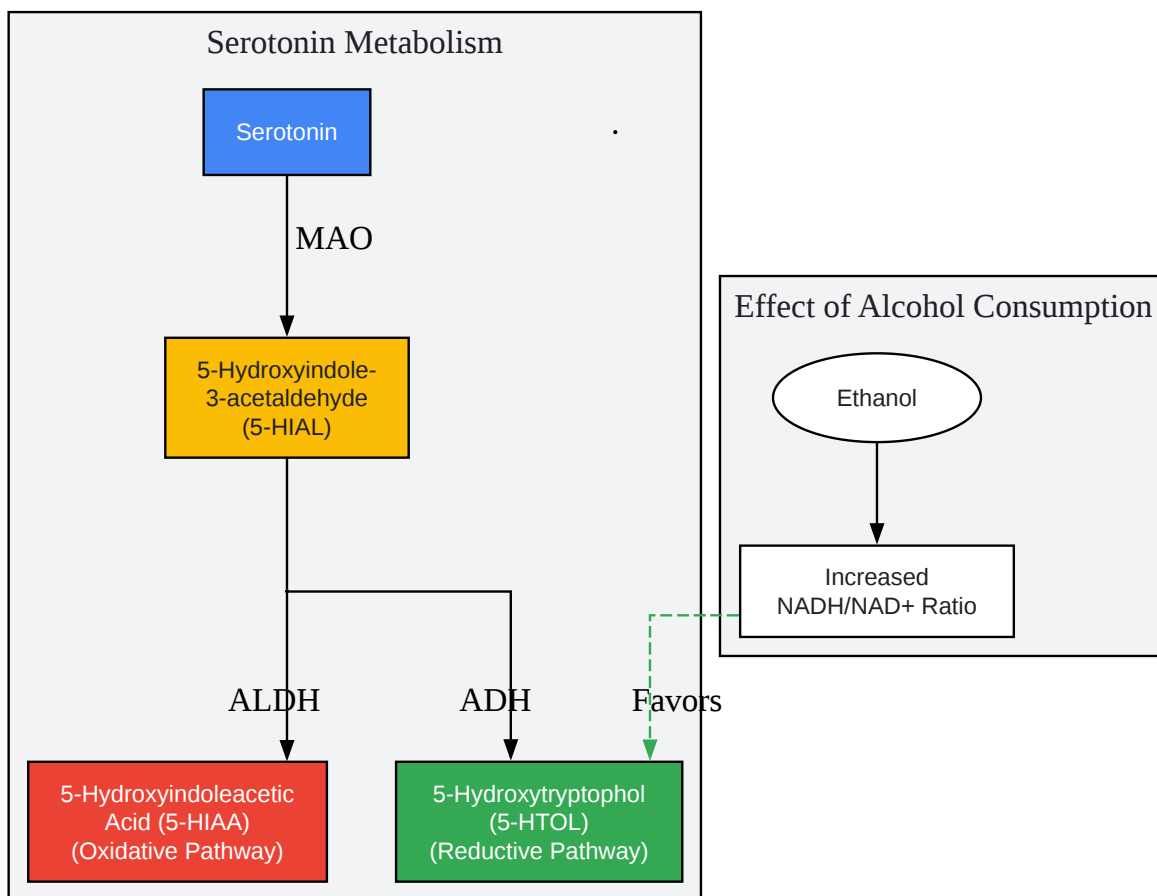 Serotonin Metabolism
Serotonin
MAO
5-Hydroxyindole-
3-acetaldehyde
(5-HIAL)
ALDH
ADH
Favors
5-Hydroxyindoleacetic
Acid (5-HIAA)
(Oxidative Pathway)
5-Hydroxytryptophol
(5-HTOL)
(Reductive Pathway)
Effect of Alcohol Consumption
Ethanol
Increased
NADH/NAD+ Ratio